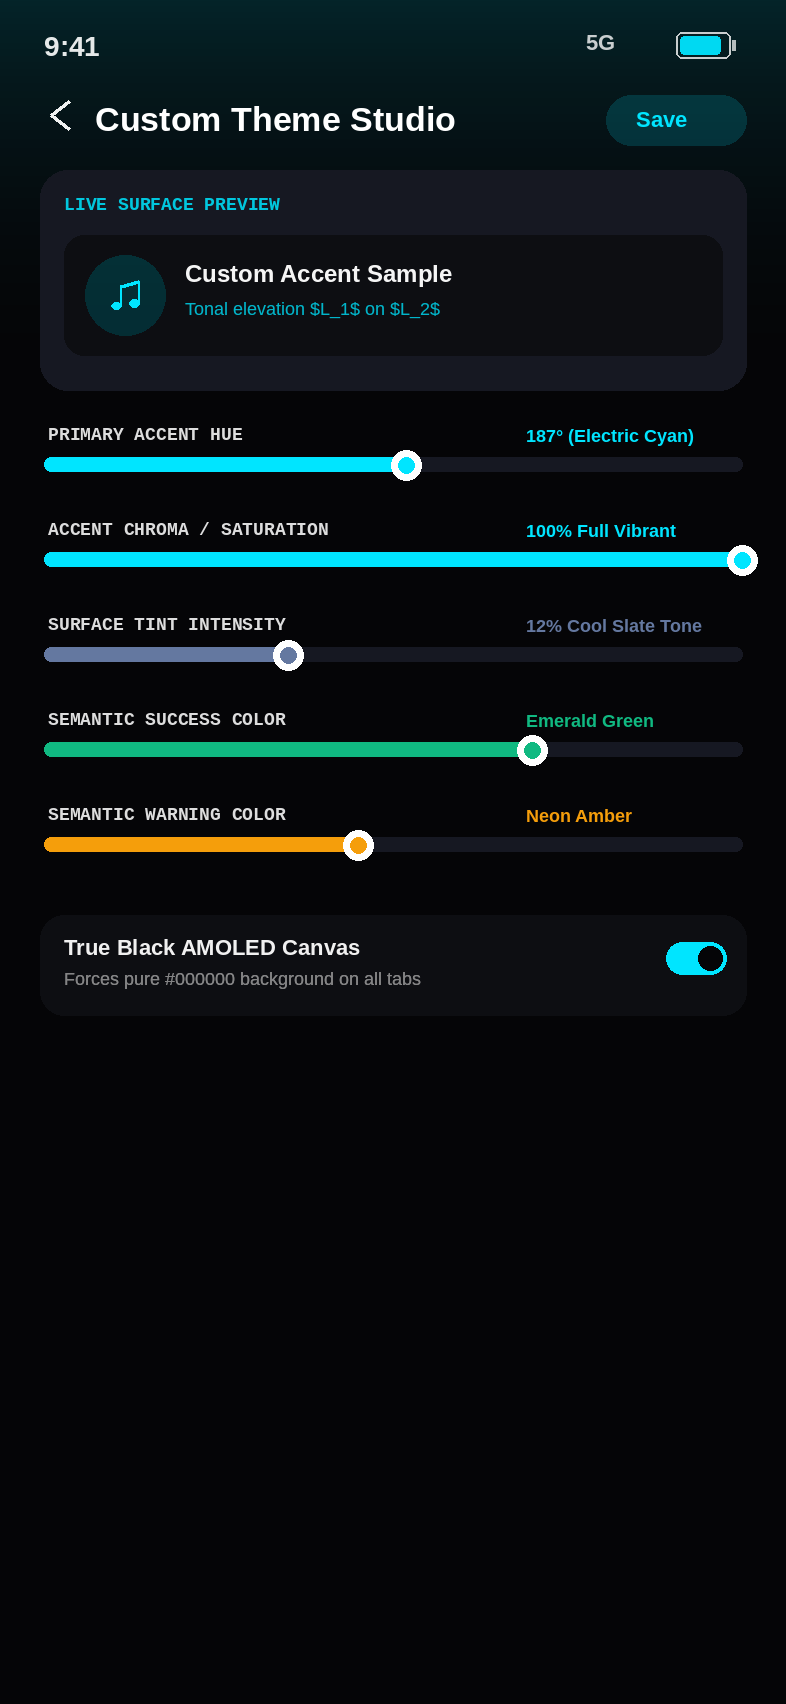 9:41
5G
Custom Theme Studio
Save
LIVE SURFACE PREVIEW
Custom Accent Sample
Tonal elevation $L_1$ on $L_2$
PRIMARY ACCENT HUE
187° (Electric Cyan)
ACCENT CHROMA / SATURATION
100% Full Vibrant
SURFACE TINT INTENSITY
12% Cool Slate Tone
SEMANTIC SUCCESS COLOR
Emerald Green
SEMANTIC WARNING COLOR
Neon Amber
True Black AMOLED Canvas
Forces pure #000000 background on all tabs